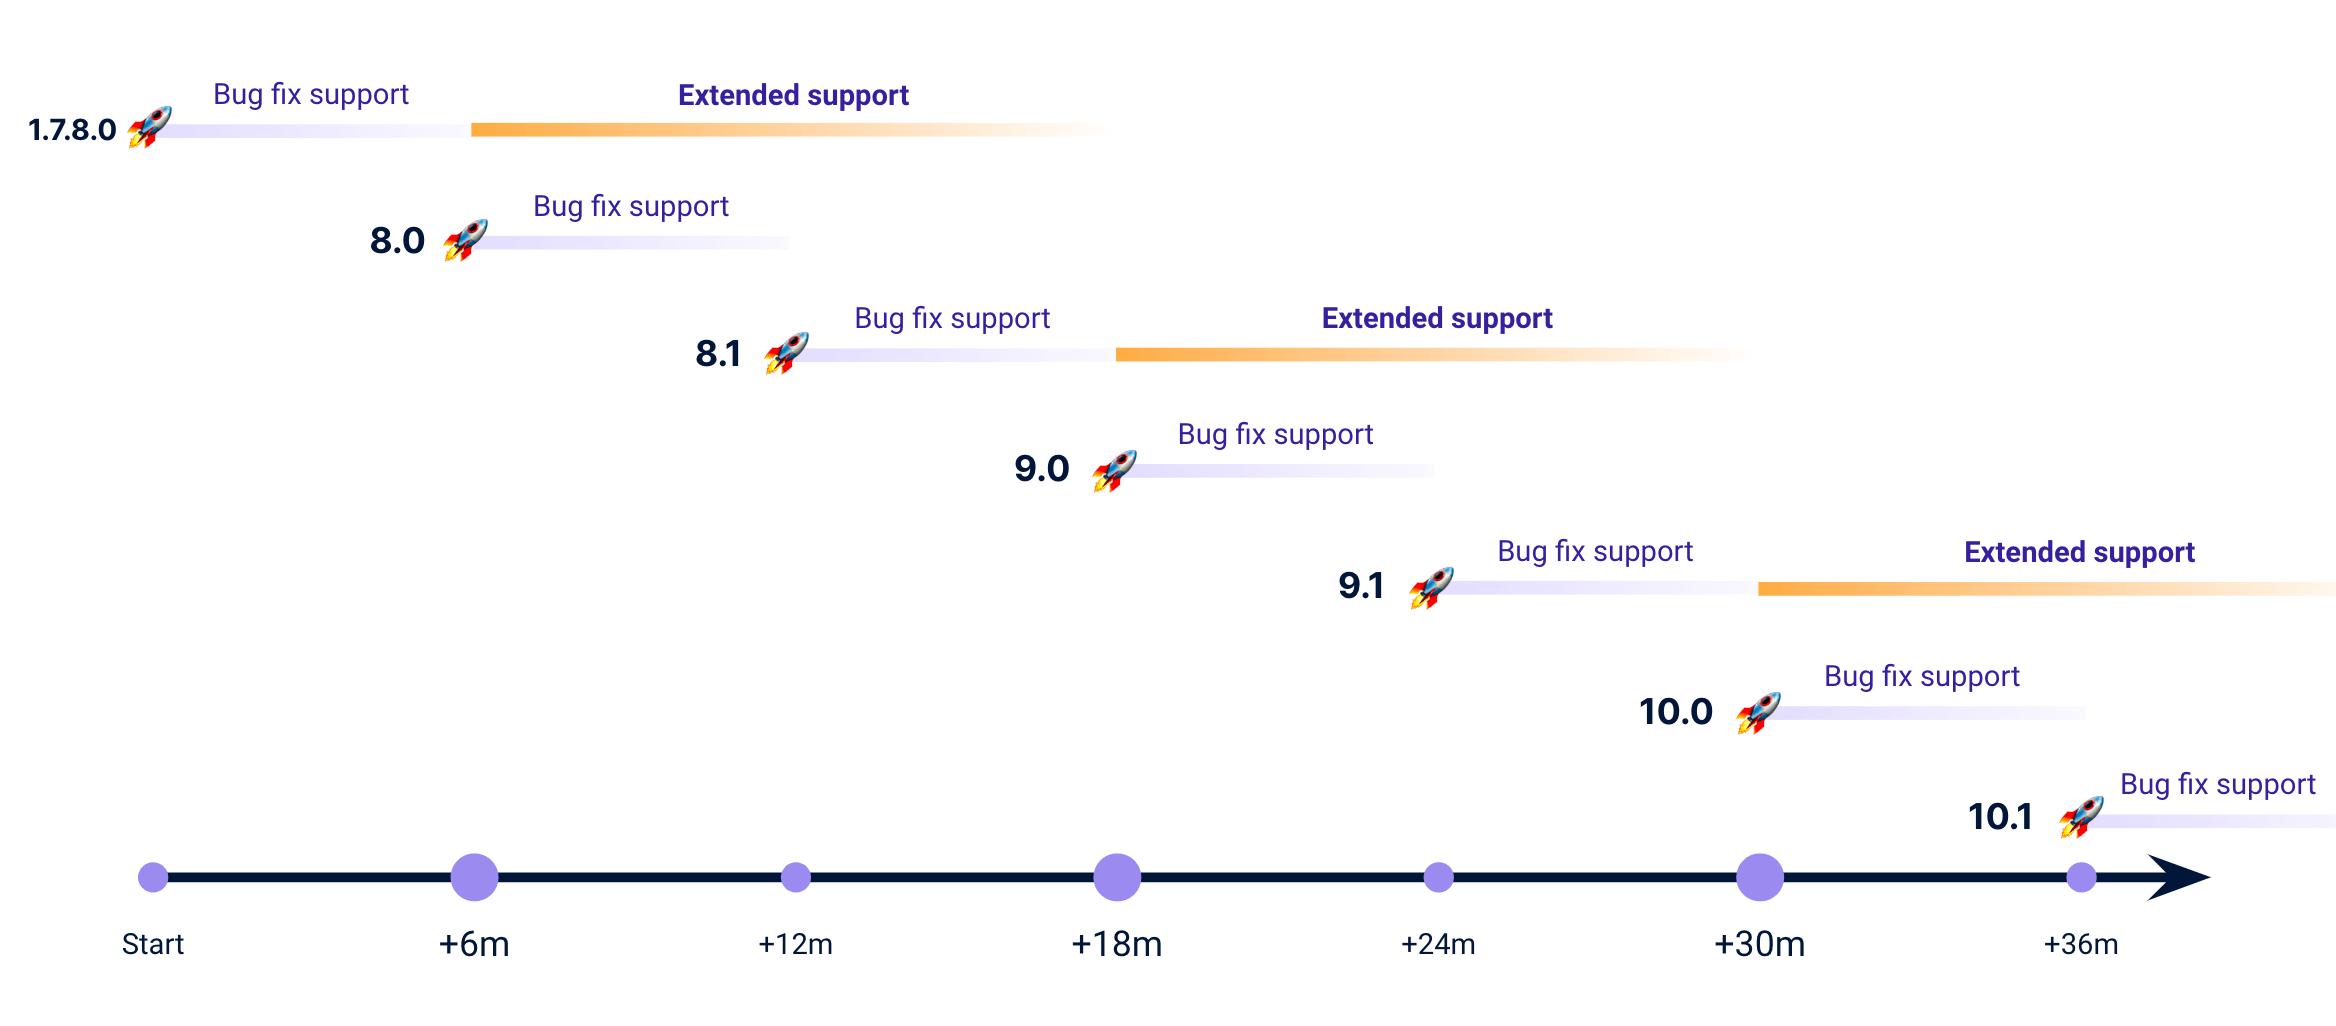 Bug fix support
Extended support
1.7.8.0
Bug fix support
8.0
Bug fix support
Extended support
8.1
Bug fix support
9.0
Bug fix support
Extended support
9.1
Bug fix support
10.0
Bug fix support
10.1
Start
+6m
+12m
+18m
+24m
+30m
+36m